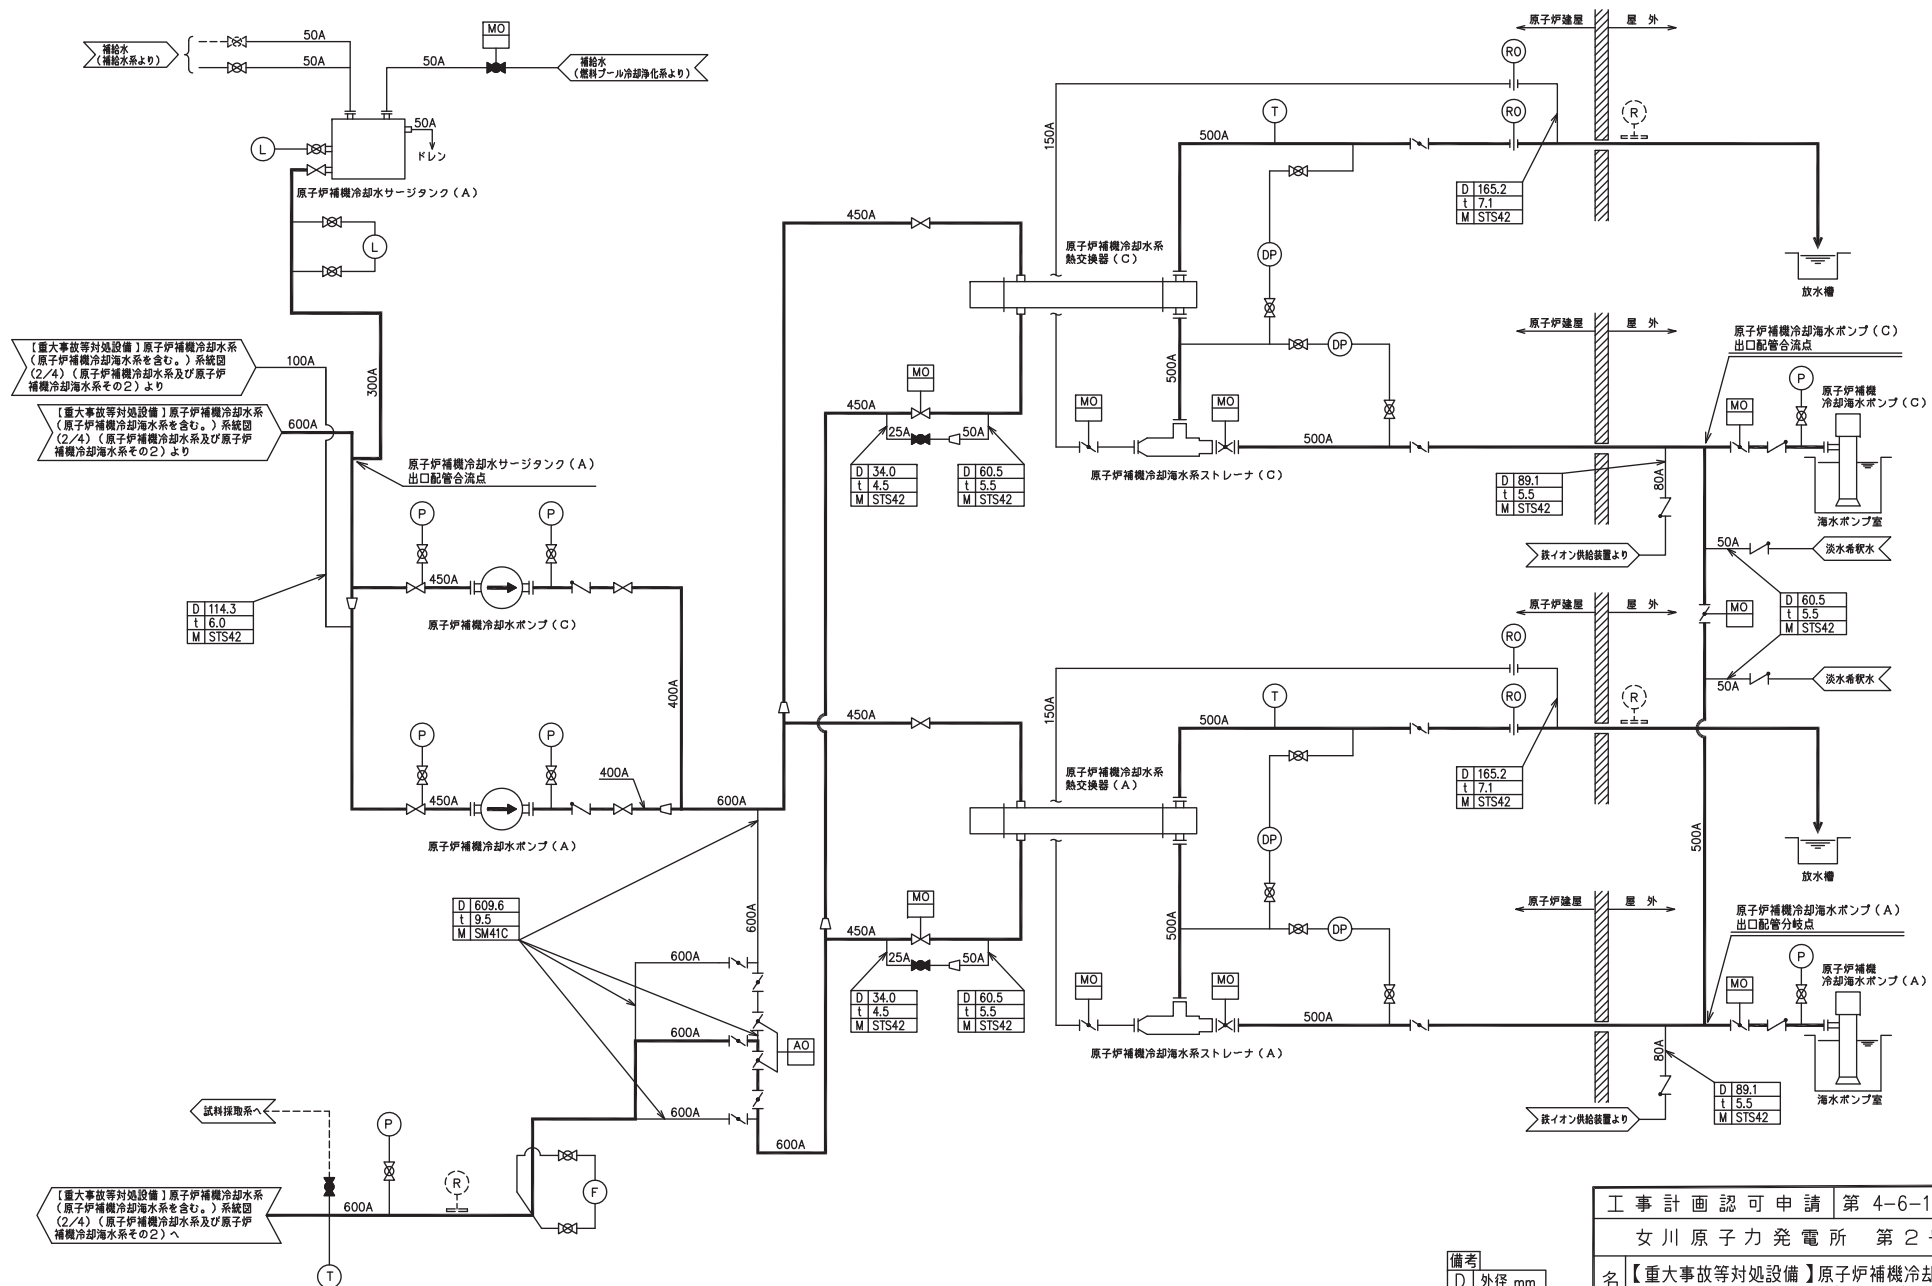 補給水
（補給水系より）
50A
50A
50A
MO
補給水
（燃料プール冷却浄化系より）
50A
ドレン
L
原子炉補機冷却水サージタンク（A）
L
300A
【重大事故等対処設備】原子炉補機冷却水系
（原子炉補機冷却海水系を含む。）系統図
(2/4)（原子炉補機冷却水系及び原子炉
補機冷却海水系その2）より
100A
【重大事故等対処設備】原子炉補機冷却水系
（原子炉補機冷却海水系を含む。）系統図
(2/4)（原子炉補機冷却水系及び原子炉
補機冷却海水系その2）より
600A
原子炉補機冷却水サージタンク（A）
出口配管合流点
D 114.3
t 6.0
M STS42
P
P
450A
原子炉補機冷却水ポンプ（C）
400A
P
P
450A
400A
600A
原子炉補機冷却水ポンプ（A）
D 609.6
t 9.5
M SM41C
600A
600A
600A
AO
600A
600A
試料採取系へ
P
R
F
【重大事故等対処設備】原子炉補機冷却水系
（原子炉補機冷却海水系を含む。）系統図
(2/4)（原子炉補機冷却水系及び原子炉
補機冷却海水系その2）へ
600A
T
450A
MO
450A
25A
50A
D 34.0
t 4.5
M STS42
D 60.5
t 5.5
M STS42
450A
MO
450A
25A
50A
D 34.0
t 4.5
M STS42
D 60.5
t 5.5
M STS42
原子炉建屋
屋 外
RO
150A
T
500A
RO
R
D 165.2
t 7.1
M STS42
原子炉補機冷却水系
熱交換器（C）
DP
放水槽
原子炉建屋
屋 外
DP
500A
MO
MO
500A
原子炉補機冷却海水系ストレーナ（C）
原子炉補機冷却海水ポンプ（C）
出口配管合流点
MO
P
原子炉補機
冷却海水ポンプ（C）
D 89.1
t 5.5
M STS42
80A
海水ポンプ室
鉄イオン供給装置より
50A
淡水希釈水
原子炉建屋
屋 外
MO
D 60.5
t 5.5
M STS42
50A
淡水希釈水
RO
150A
T
500A
RO
R
D 165.2
t 7.1
M STS42
原子炉補機冷却水系
熱交換器（A）
DP
500A
放水槽
原子炉建屋
屋 外
DP
500A
MO
MO
500A
原子炉補機冷却海水系ストレーナ（A）
原子炉補機冷却海水ポンプ（A）
出口配管分岐点
MO
P
原子炉補機
冷却海水ポンプ（A）
80A
D 89.1
t 5.5
M STS42
海水ポンプ室
鉄イオン供給装置より
備考
D 外径 mm
工事計画認可申請 第 4-6-1
女川原子力発電所 第2
名 【重大事故等対処設備】原子炉補機冷却